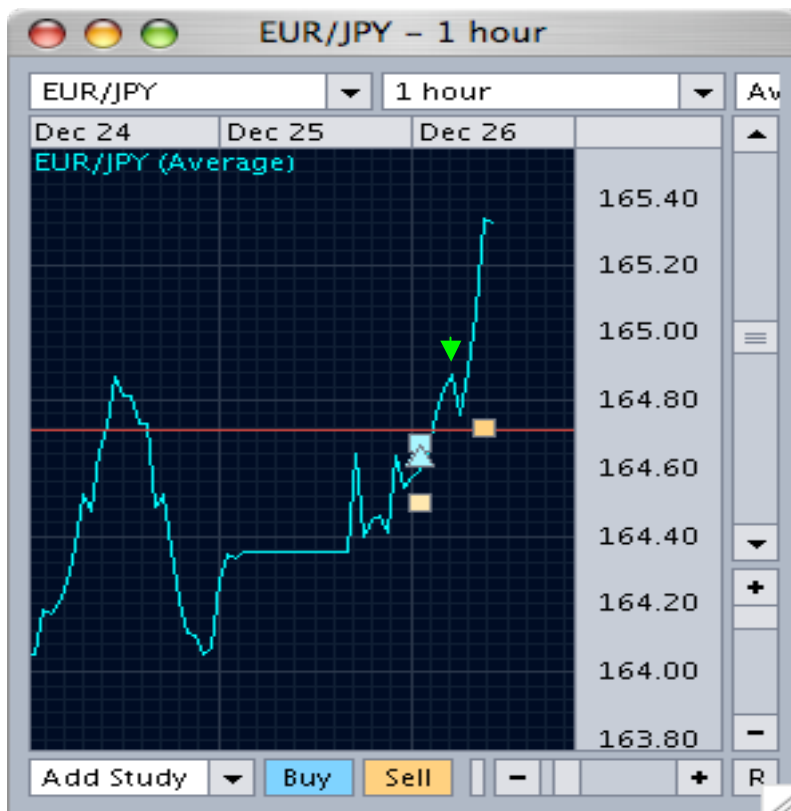 EUR/JPY – 1 hour
EUR/JPY 1 hour Av
Dec 24 Dec 25 Dec 26
EUR/JPY (Average)
165.40
165.20
165.00
164.80
164.60
164.40
164.20
164.00
163.80
Add Study Buy Sell R